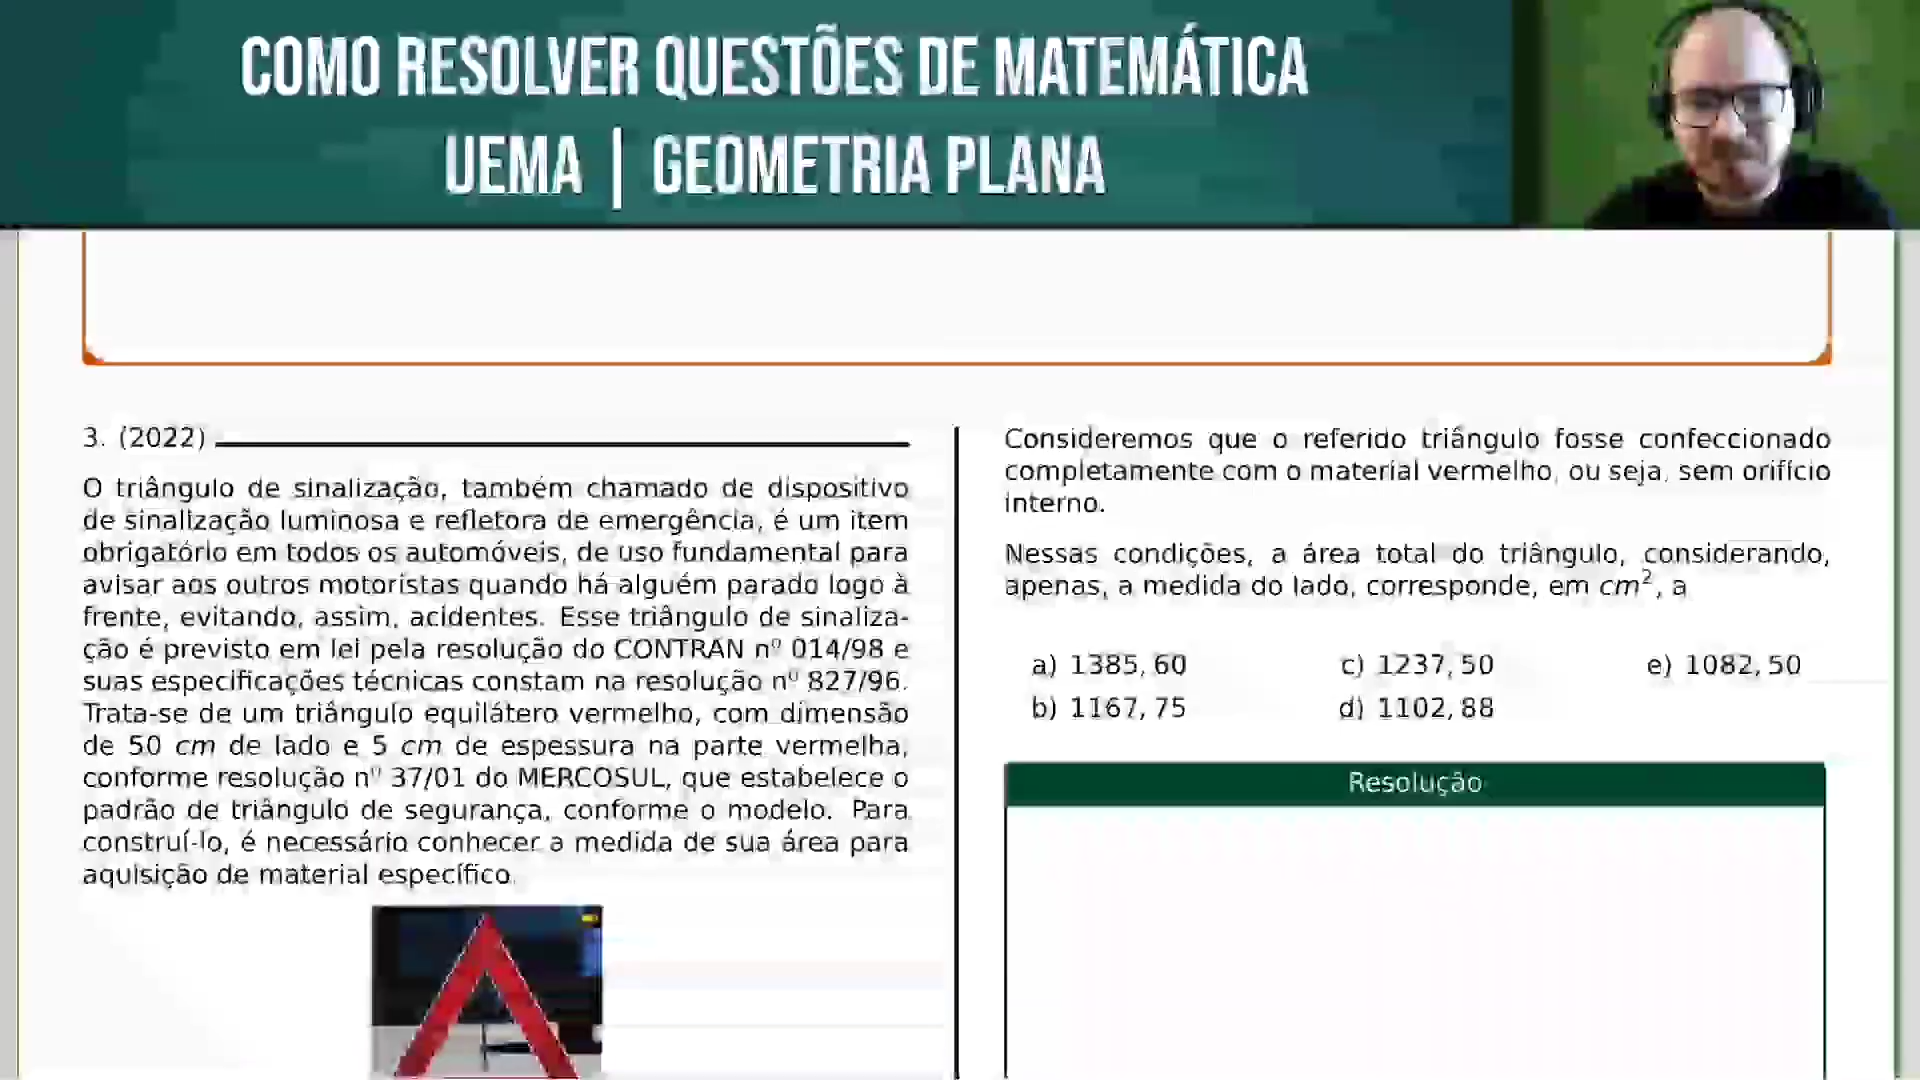 COMO RESOLVER QUESTÕES DE MATEMÁTICA
UEMA | GEOMETRIA PLANA
3. (2022)
O triângulo de sinalização, também chamado de dispositivo
de sinalização luminosa e refletora de emergência, é um item
obrigatório em todos os automóveis, de uso fundamental para
avisar aos outros motoristas quando há alguém parado logo à
frente, evitando, assim, acidentes. Esse triângulo de sinaliza-
ção é previsto em lei pela resolução do CONTRAN nº 014/98 e
suas especificações técnicas constam na resolução nº 827/96.
Trata-se de um triângulo equilátero vermelho, com dimensão
de 50 cm de lado e 5 cm de espessura na parte vermelha,
conforme resolução nº 37/01 do MERCOSUL, que estabelece o
padrão de triângulo de segurança, conforme o modelo. Para
construí-lo, é necessário conhecer a medida de sua área para
aquisição de material específico.
Consideremos que o referido triângulo fosse confeccionado
completamente com o material vermelho, ou seja, sem orifício
interno.
Nessas condições, a área total do triângulo, considerando,
apenas, a medida do lado, corresponde, em cm², a
a) 1385, 60 c) 1237, 50 e) 1082, 50
b) 1167, 75 d) 1102, 88
Resolução